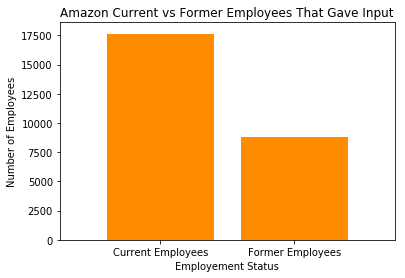 Amazon Current vs Former Employees That Gave Input
Number of Employees
17500
15000
12500
10000
7500
5000
2500
0
Current Employees
Former Employees
Employement Status